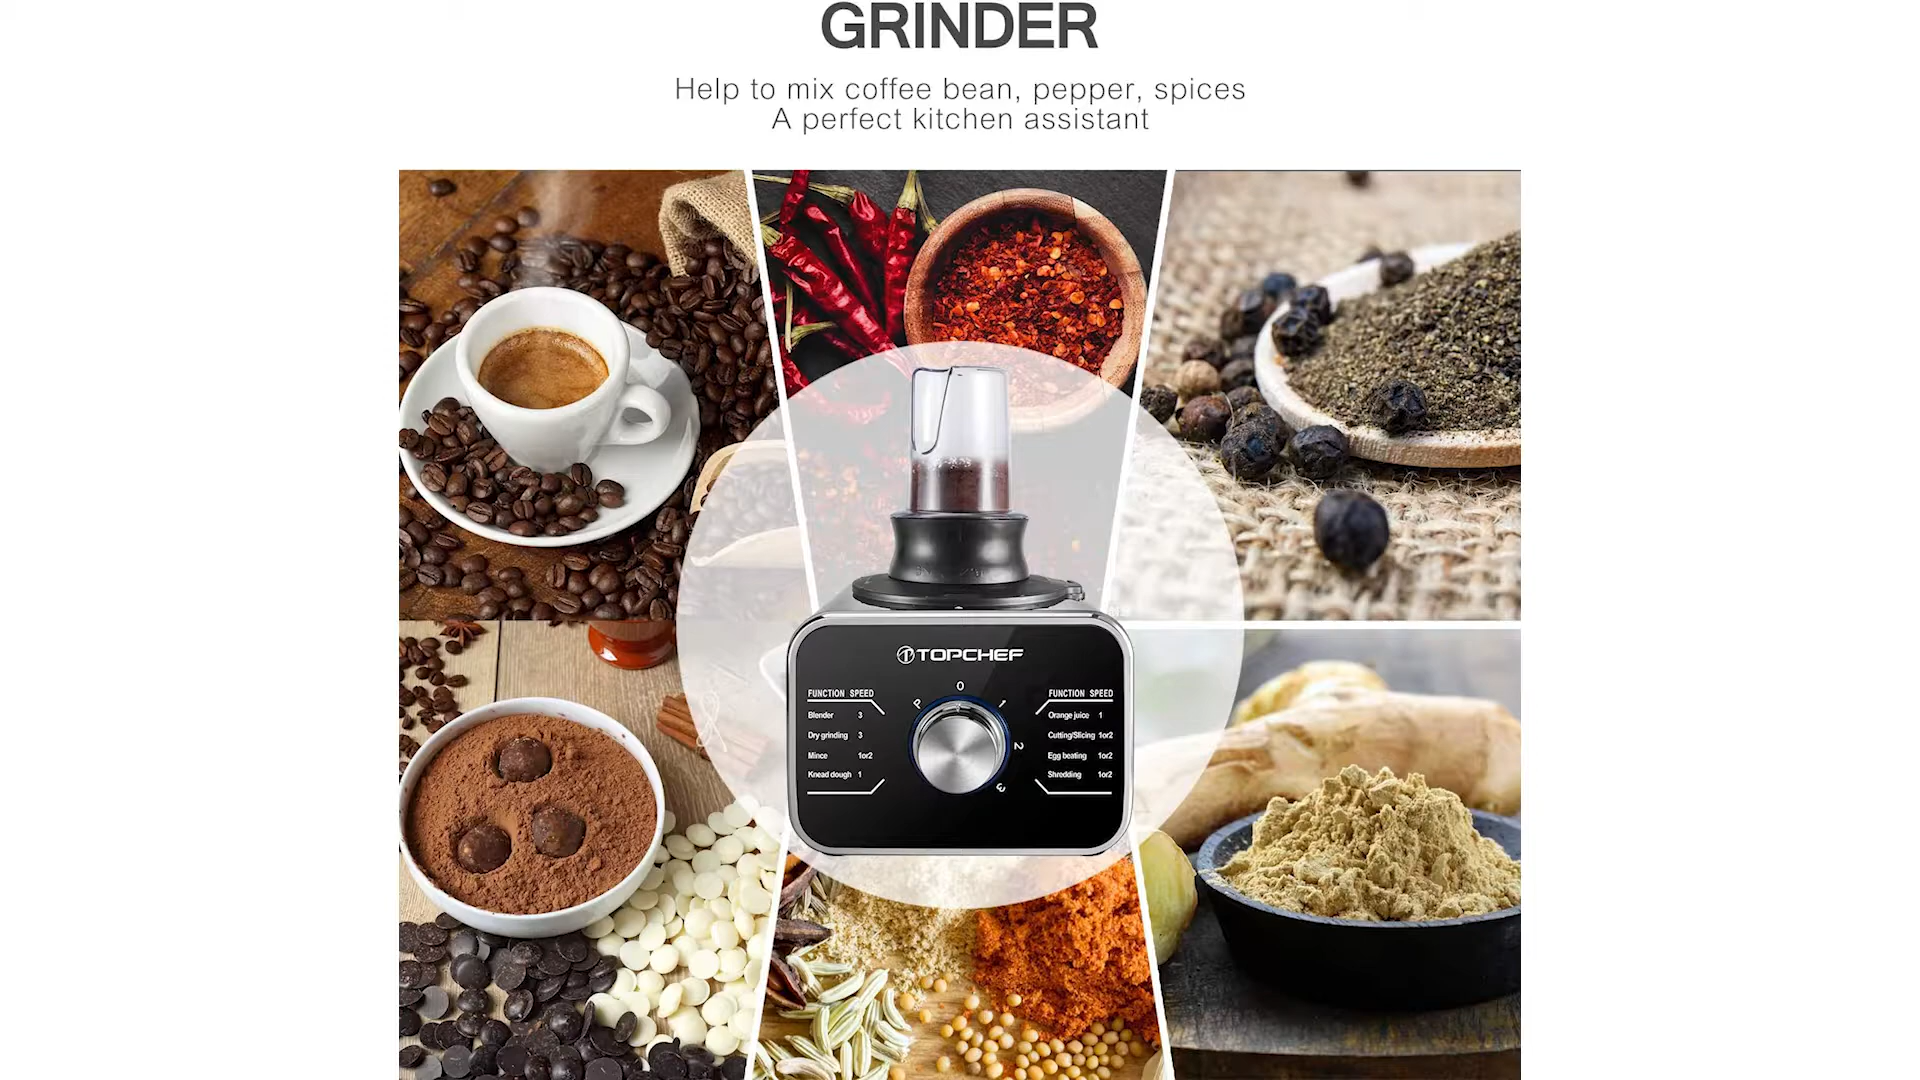 GRINDER
Help to mix coffee bean, pepper, spices
A perfect kitchen assistant
TOPCHEF
FUNCTION SPEED
Blender 3
Dry grinding 3
Mince 1or2
Knead dough 1
P 0 1 2 3
FUNCTION SPEED
Orange juice 1
Cutting/Slicing 1or2
Egg beating 1or2
Shredding 1or2